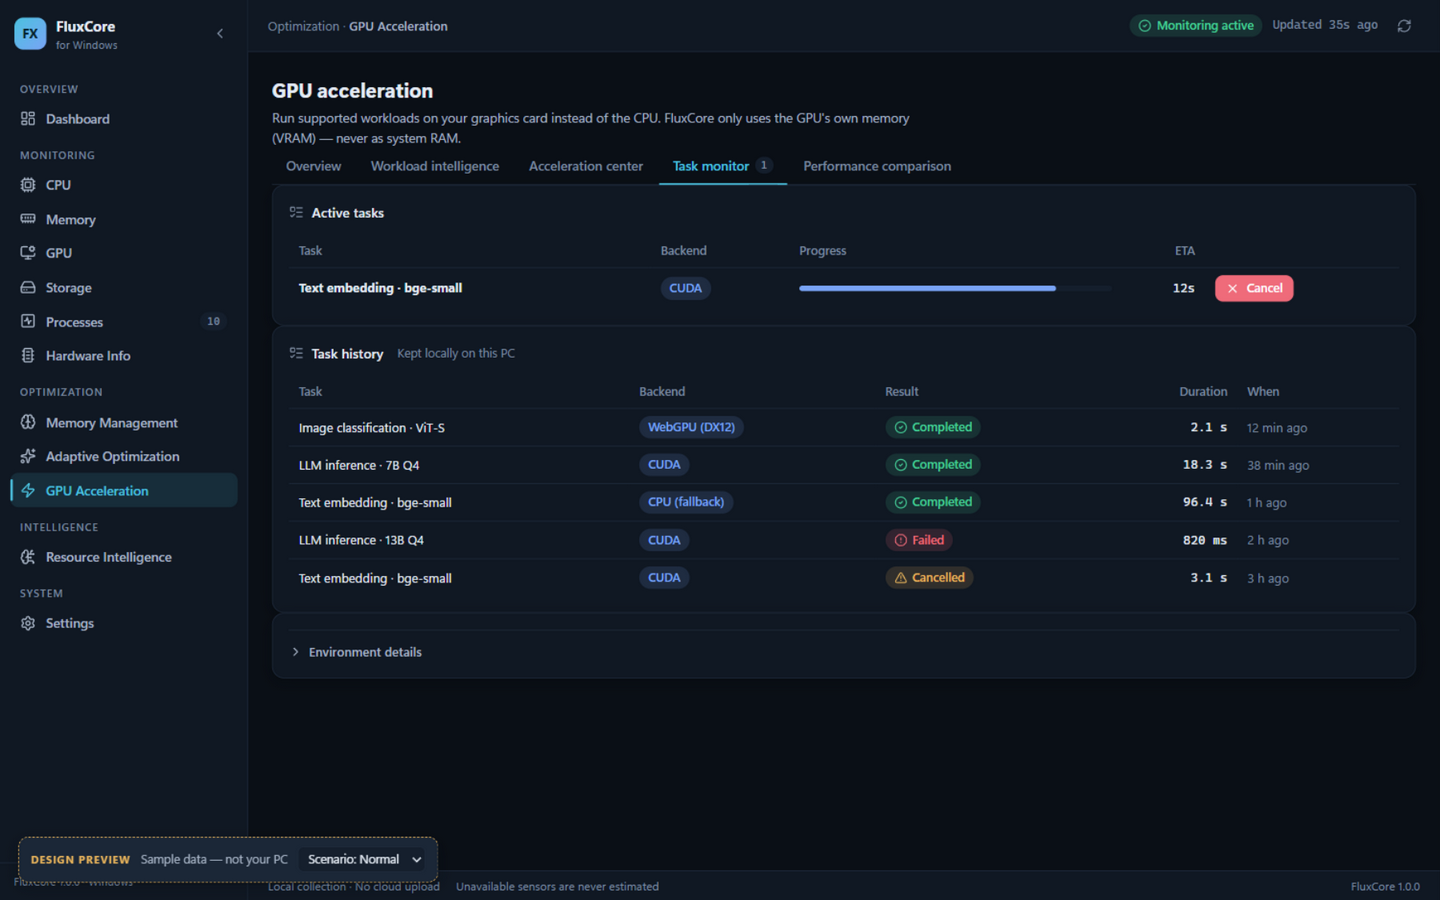 FX
FluxCore
for Windows
OVERVIEW
Dashboard
MONITORING
CPU
Memory
GPU
Storage
Processes 10
Hardware Info
OPTIMIZATION
Memory Management
Adaptive Optimization
GPU Acceleration
INTELLIGENCE
Resource Intelligence
SYSTEM
Settings
Optimization · GPU Acceleration
Monitoring active
Updated 35s ago
GPU acceleration
Run supported workloads on your graphics card instead of the CPU. FluxCore only uses the GPU's own memory
(VRAM) — never as system RAM.
Overview Workload intelligence Acceleration center Task monitor 1 Performance comparison
Active tasks
Task Backend Progress ETA
Text embedding · bge-small CUDA 12s Cancel
Task history Kept locally on this PC
Task Backend Result Duration When
Image classification · ViT-S WebGPU (DX12) Completed 2.1 s 12 min ago
LLM inference · 7B Q4 CUDA Completed 18.3 s 38 min ago
Text embedding · bge-small CPU (fallback) Completed 96.4 s 1 h ago
LLM inference · 13B Q4 CUDA Failed 820 ms 2 h ago
Text embedding · bge-small CUDA Cancelled 3.1 s 3 h ago
Environment details
DESIGN PREVIEW Sample data — not your PC Scenario: Normal
FluxCore 1.0.0 · Windows
Local collection · No cloud upload Unavailable sensors are never estimated
FluxCore 1.0.0